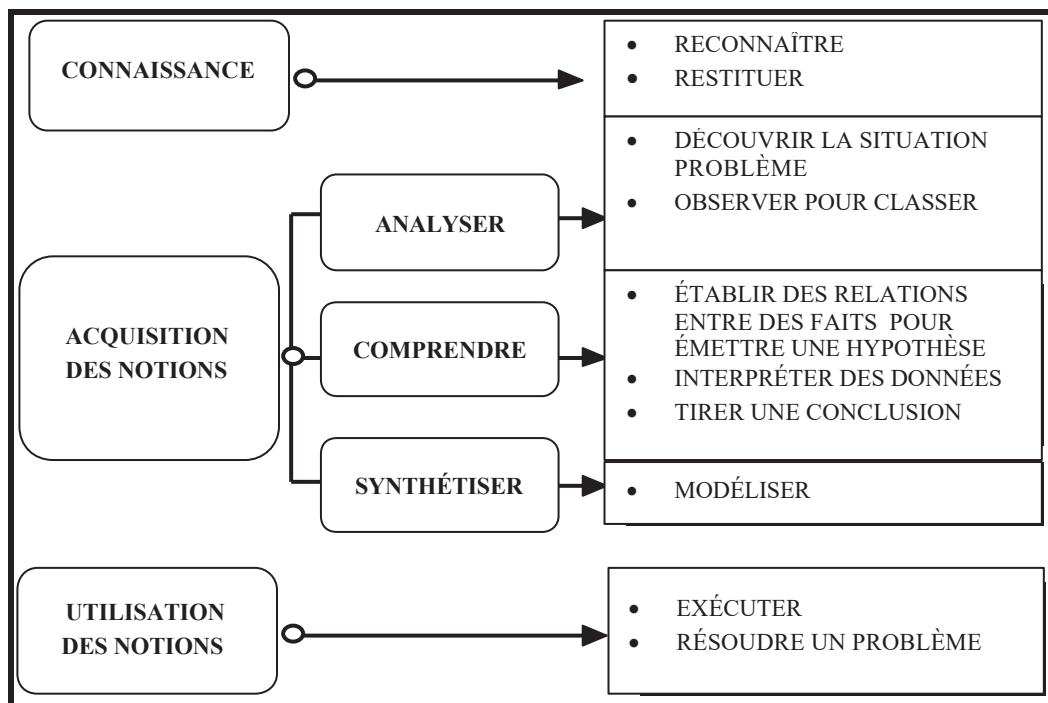 CONNAISSANCE
• RECONNAÎTRE
• RESTITUER
ACQUISITION
DES NOTIONS
ANALYSER
• DÉCOUVRIR LA SITUATION
PROBLÈME
• OBSERVER POUR CLASSER
COMPRENDRE
• ÉTABLIR DES RELATIONS
ENTRE DES FAITS POUR
ÉMETTRE UNE HYPOTHÈSE
• INTERPRÉTER DES DONNÉES
• TIRER UNE CONCLUSION
SYNTHÉTISER
• MODÉLISER
UTILISATION
DES NOTIONS
• EXÉCUTER
• RÉSOUDRE UN PROBLÈME